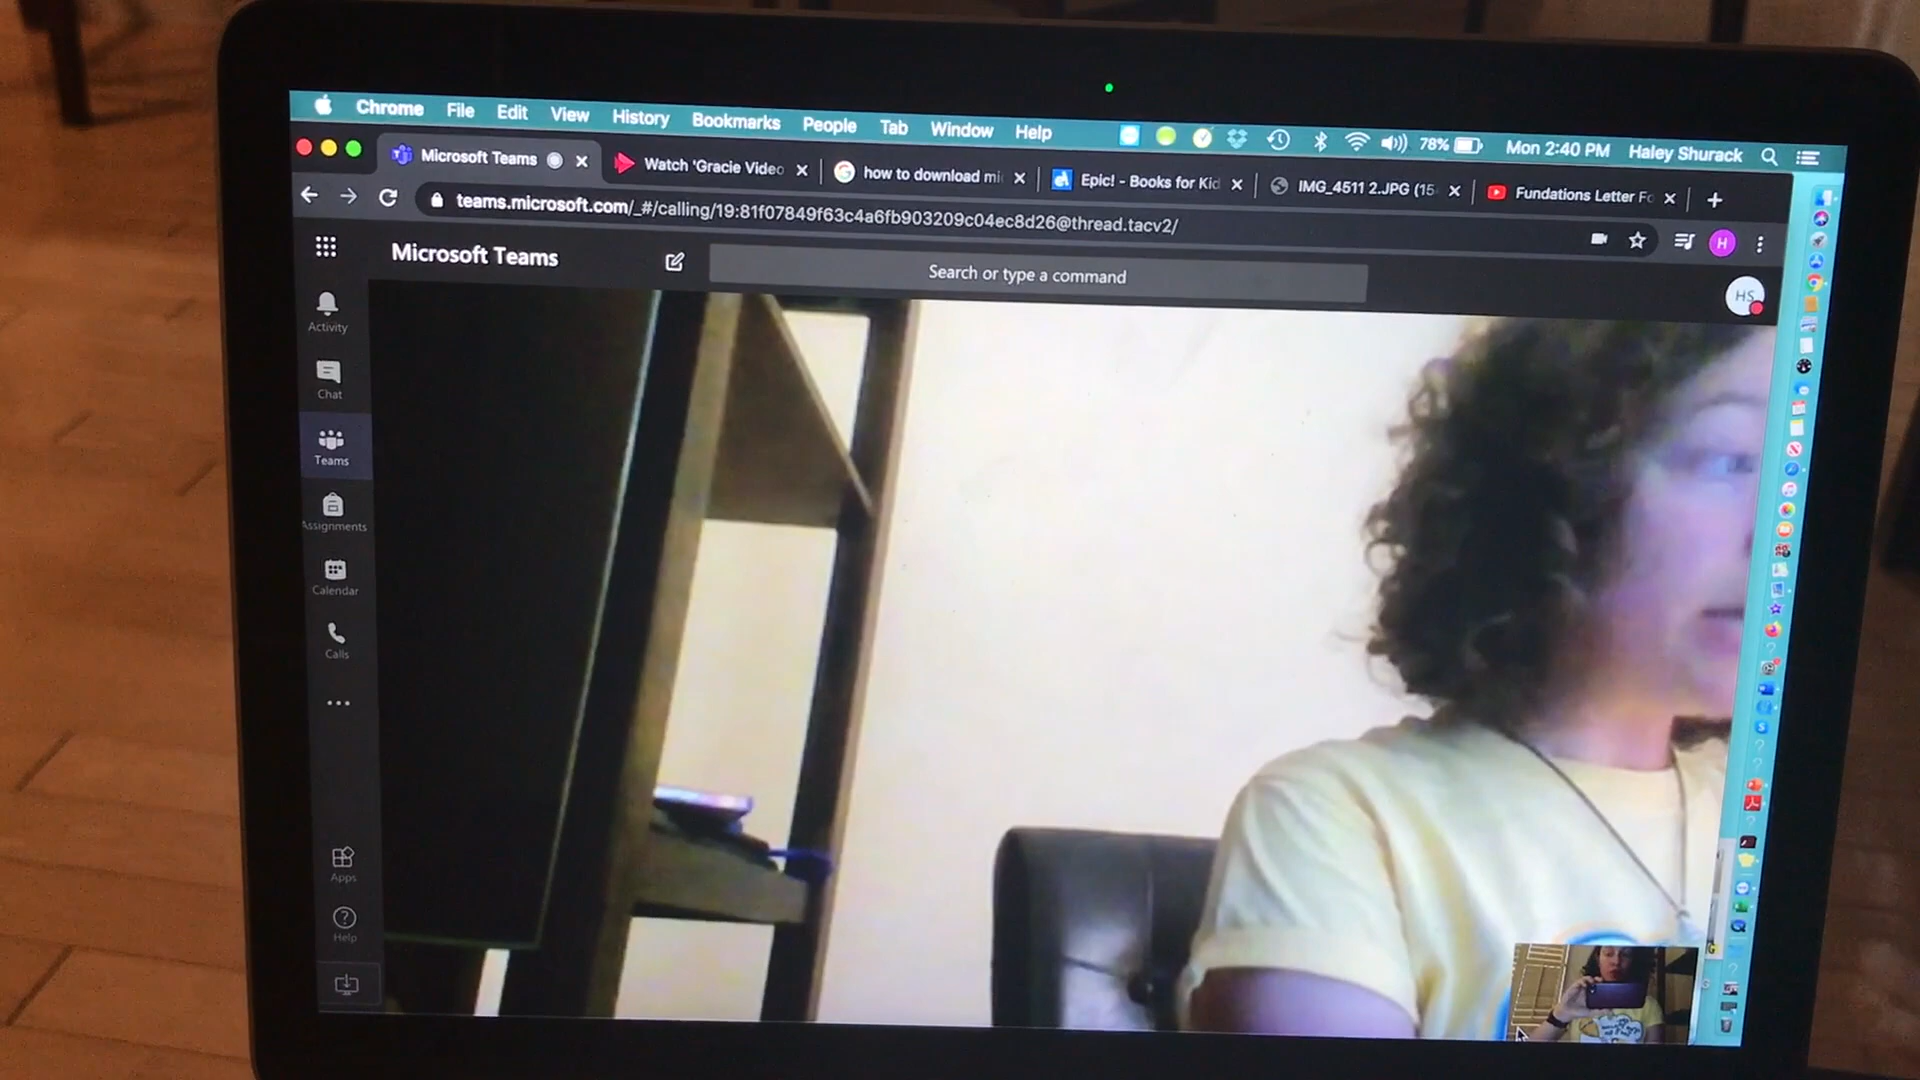 Chrome File Edit View History Bookmarks People Tab Window Help 78% Mon 2:40 PM Haley Shurack
Microsoft Teams Watch 'Gracie Video how to download mi Epic! - Books for Kid IMG_4511 2.JPG (15 Fundations Letter Fo
teams.microsoft.com/_#/calling/19:81f07849f63c4a6fb903209c04ec8d26@thread.tacv2/ H
Microsoft Teams Search or type a command HS
Activity
Chat
Teams
Assignments
Calendar
Calls
Apps
Help